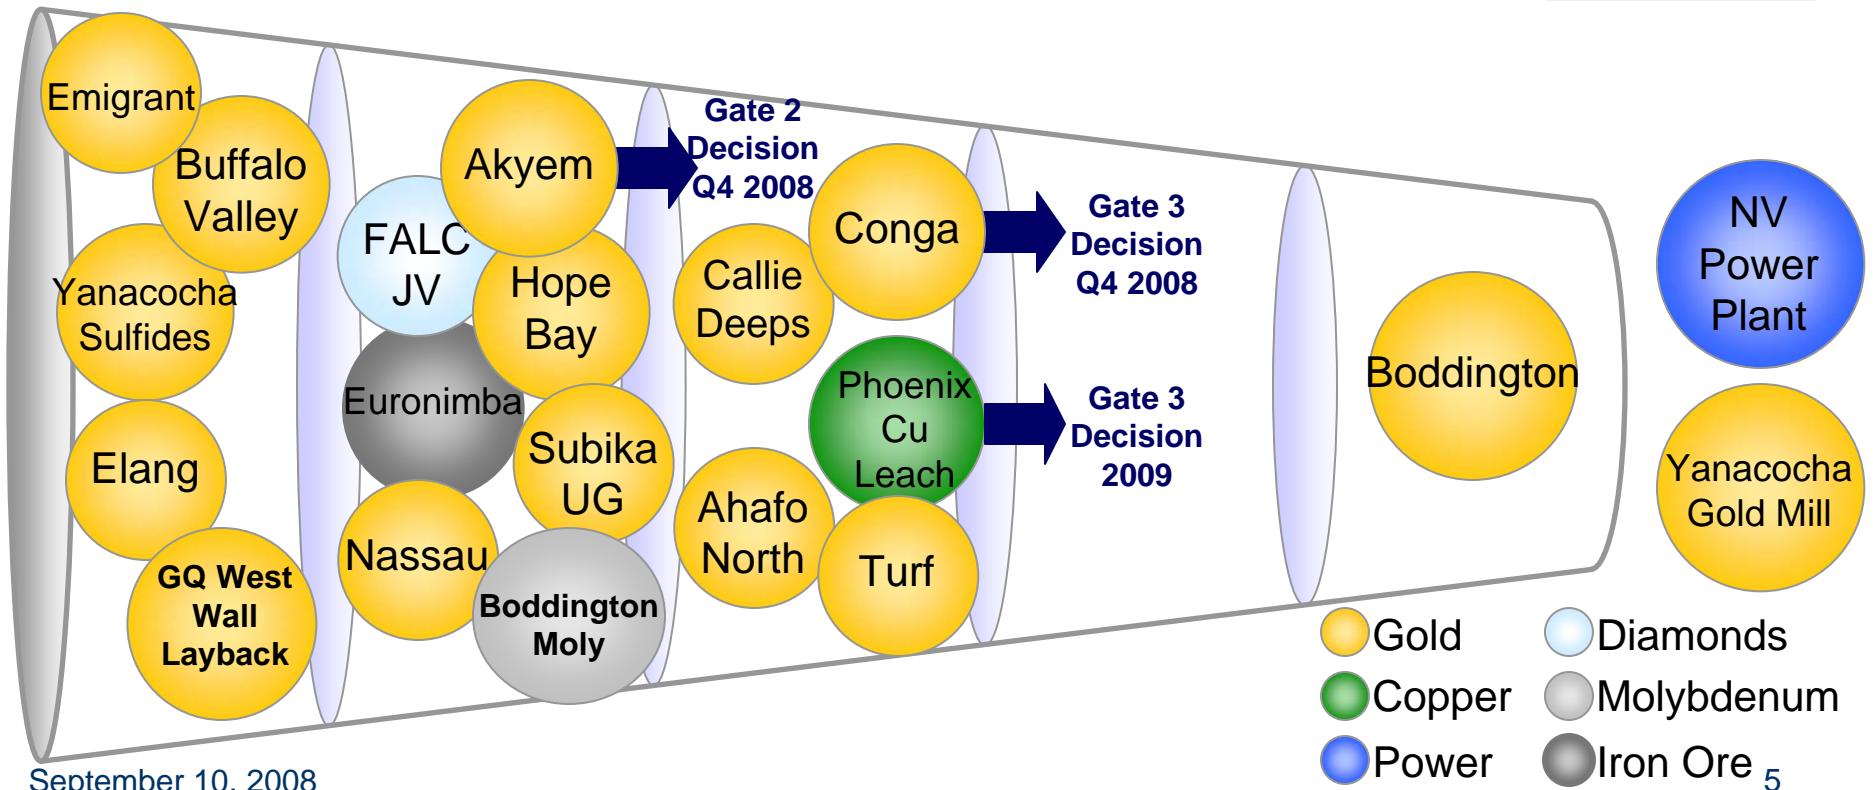 Emigrant
Buffalo
Valley
Yanacocha
Sulfides
Elang
GQ West
Wall
Layback
Akyem
FALC
JV
Hope
Bay
Euronimba
Subika
UG
Nassau
Boddington
Moly
Gate 2
Decision
Q4 2008
Callie
Deeps
Conga
Phoenix
Cu
Leach
Ahafo
North
Turf
Gate 3
Decision
Q4 2008
Gate 3
Decision
2009
Boddington
NV
Power
Plant
Yanacocha
Gold Mill
Gold
Diamonds
Copper
Molybdenum
Power
Iron Ore
September 10, 2008
5